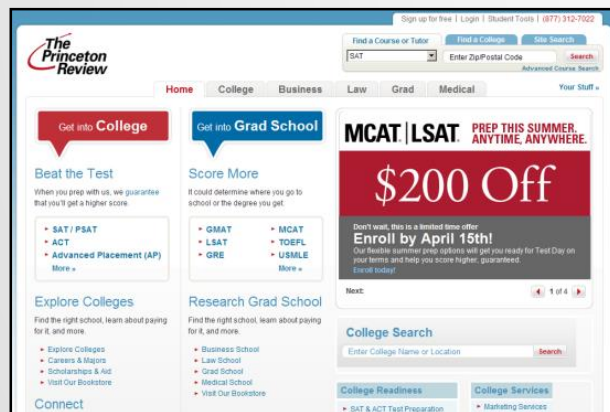 Sign up for free | Login | Student Tools | (877) 312-7022
The
Princeton
Review
Find a Course or Tutor
Find a College
Site Search
SAT
Enter Zip/Postal Code
Search
Advanced Course Search
Home
College
Business
Law
Grad
Medical
Your Stuff »
Get into College
Beat the Test
When you prep with us, we guarantee
that you'll get a higher score.
SAT / PSAT
ACT
Advanced Placement (AP)
More »
Explore Colleges
Find the right school, learn about paying
for it, and more.
Explore Colleges
Careers & Majors
Scholarships & Aid
Visit Our Bookstore
Connect
Get into Grad School
Score More
It could determine where you go to
school or the degree you get.
GMAT
LSAT
GRE
MCAT
TOEFL
USMLE
More »
Research Grad School
Find the right school, learn about paying
for it, and more.
Business School
Law School
Grad School
Medical School
Visit Our Bookstore
MCAT | LSAT PREP THIS SUMMER.
ANYTIME, ANYWHERE.
$200 Off
Don't wait, this is a limited time offer
Enroll by April 15th!
Our flexible summer prep options will get you ready for Test Day on
your terms and help you score higher, guaranteed.
Enroll today!
Next:
1 of 4
College Search
Enter College Name or Location
Search
College Readiness
SAT & ACT Test Preparation
College Services
Marketing Services